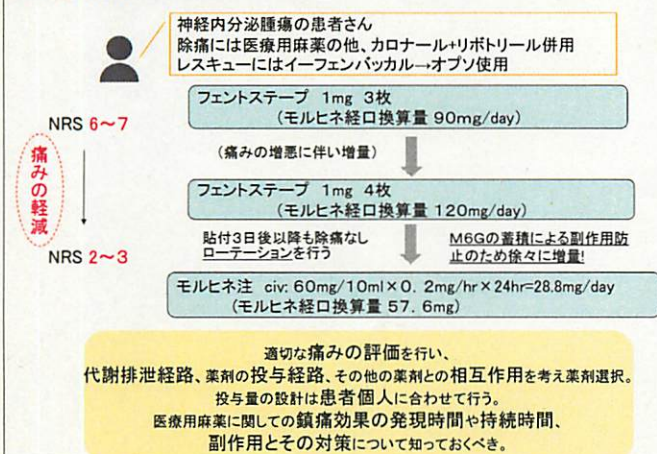 神経内分泌腫瘍の患者さん
除痛には医療用麻薬の他、カロナール+リボトリール併用
レスキューにはイーフェンバッカル→オプソ使用
NRS 6〜7
痛みの軽減
NRS 2〜3
フェントステープ 1mg 3枚
(モルヒネ経口換算量 90mg/day)
(痛みの増悪に伴い増量)
フェントステープ 1mg 4枚
(モルヒネ経口換算量 120mg/day)
貼付3日後以降も除痛なし
ローテーションを行う
M6Gの蓄積による副作用防
止のため徐々に増量!
モルヒネ注 civ: 60mg/10ml×0. 2mg/hr×24hr=28.8mg/day
(モルヒネ経口換算量 57. 6mg)
適切な痛みの評価を行い、
代謝排泄経路、薬剤の投与経路、その他の薬剤との相互作用を考え薬剤選択。
投与量の設計は患者個人に合わせて行う。
医療用麻薬に関しての鎮痛効果の発現時間や持続時間、
副作用とその対策について知っておくべき。